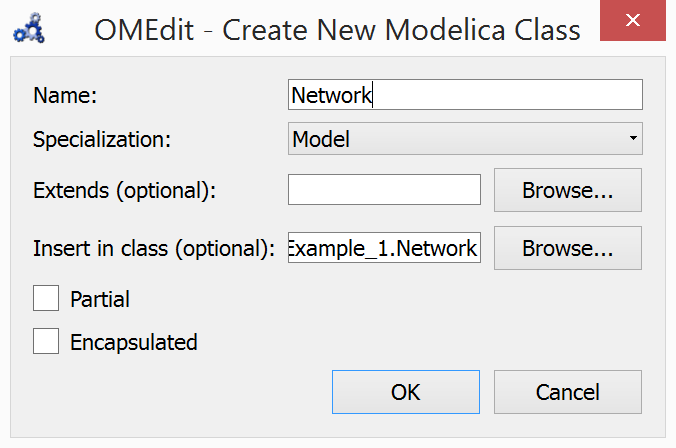 OMEdit - Create New Modelica Class
Name: Network
Specialization: Model
Extends (optional): Browse...
Insert in class (optional): Example_1.Network Browse...
Partial
Encapsulated
OK Cancel